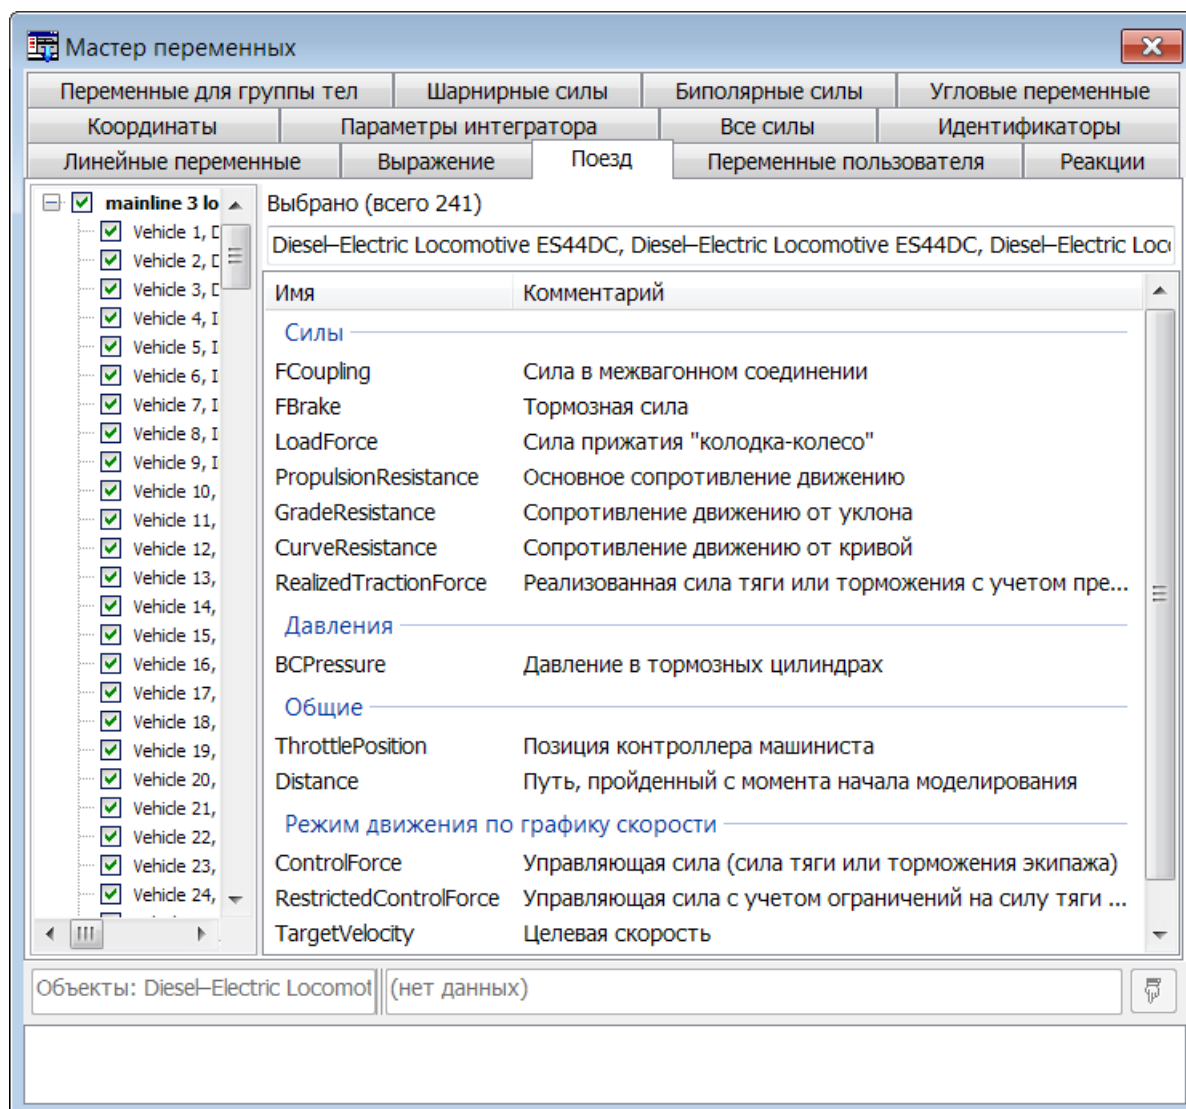 Мастер переменных
Переменные для группы тел Шарнирные силы Биполярные силы Угловые переменные
Координаты Параметры интегратора Все силы Идентификаторы
Линейные переменные Выражение Поезд Переменные пользователя Реакции
mainline 3 lo
Vehicle 1, D
Vehicle 2, D
Vehicle 3, D
Vehicle 4, I
Vehicle 5, I
Vehicle 6, I
Vehicle 7, I
Vehicle 8, I
Vehicle 9, I
Vehicle 10,
Vehicle 11,
Vehicle 12,
Vehicle 13,
Vehicle 14,
Vehicle 15,
Vehicle 16,
Vehicle 17,
Vehicle 18,
Vehicle 19,
Vehicle 20,
Vehicle 21,
Vehicle 22,
Vehicle 23,
Vehicle 24,
Выбрано (всего 241)
Diesel–Electric Locomotive ES44DC, Diesel–Electric Locomotive ES44DC, Diesel–Electric Loco
Имя Комментарий
Силы
FCoupling Сила в межвагонном соединении
FBrake Тормозная сила
LoadForce Сила прижатия "колодка-колесо"
PropulsionResistance Основное сопротивление движению
GradeResistance Сопротивление движению от уклона
CurveResistance Сопротивление движению от кривой
RealizedTractionForce Реализованная сила тяги или торможения с учетом пре...
Давления
BCPressure Давление в тормозных цилиндрах
Общие
ThrottlePosition Позиция контроллера машиниста
Distance Путь, пройденный с момента начала моделирования
Режим движения по графику скорости
ControlForce Управляющая сила (сила тяги или торможения экипажа)
RestrictedControlForce Управляющая сила с учетом ограничений на силу тяги ...
TargetVelocity Целевая скорость
Объекты: Diesel–Electric Locomot (нет данных)